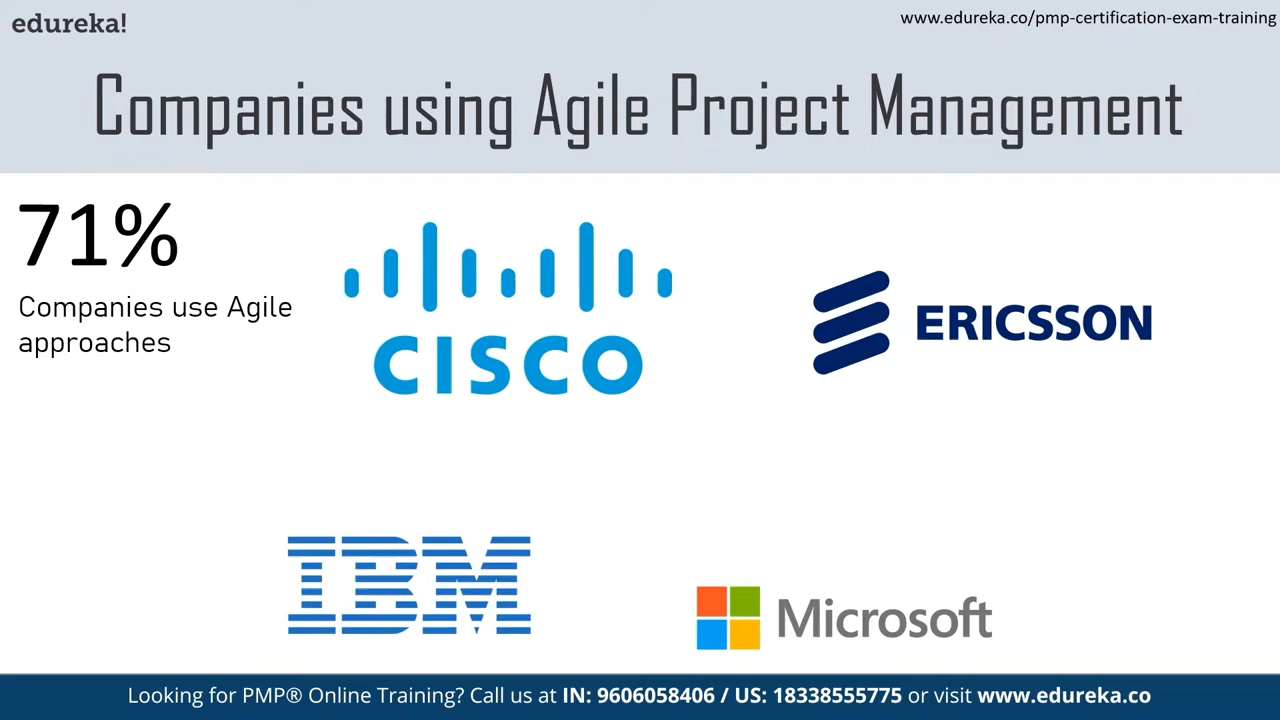 edureka!
www.edureka.co/pmp-certification-exam-training
Companies using Agile Project Management
71%
Companies use Agile
approaches
CISCO
ERICSSON
IBM
Microsoft
Looking for PMP® Online Training? Call us at IN: 9606058406 / US: 18338555775 or visit www.edureka.co